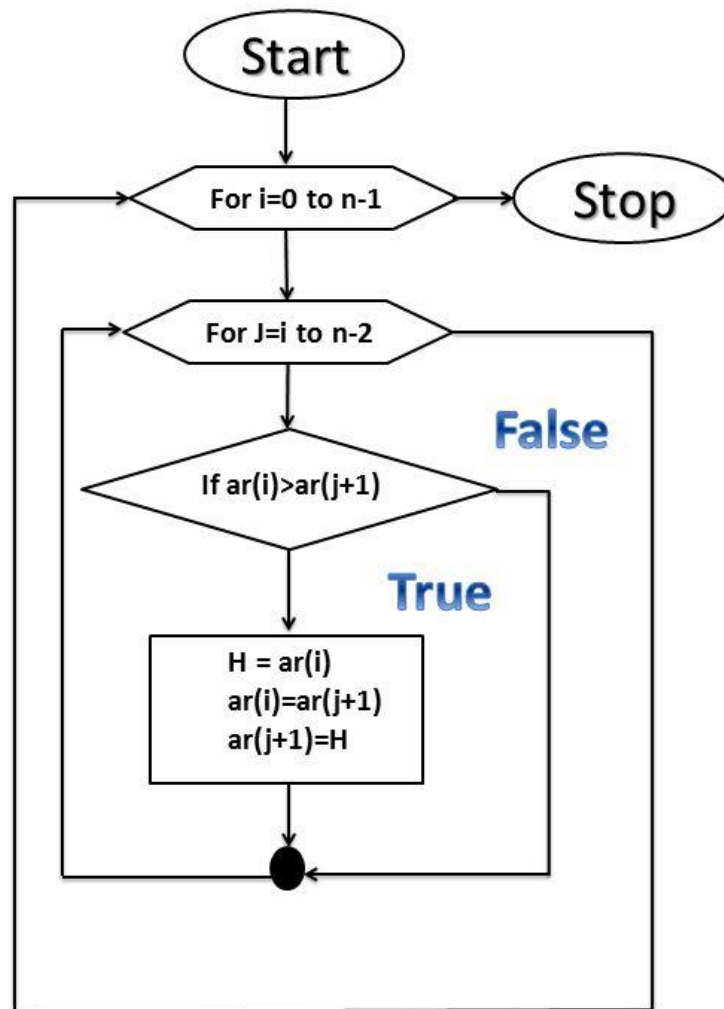 Start
For i=0 to n-1
Stop
For J=i to n-2
False
If ar(i)>ar(j+1)
True
H = ar(i)
ar(i)=ar(j+1)
ar(j+1)=H